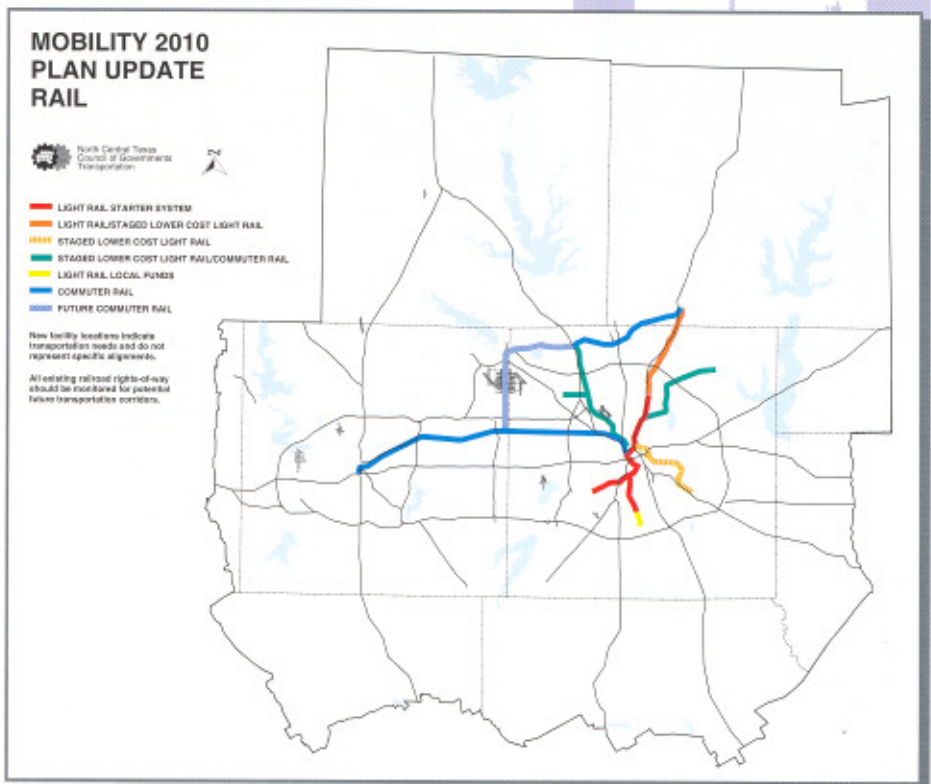 MOBILITY 2010
PLAN UPDATE
RAIL
North Central Texas
Council of Governments
Transportation
N
LIGHT RAIL STARTER SYSTEM
LIGHT RAIL/STAGED LOWER COST LIGHT RAIL
STAGED LOWER COST LIGHT RAIL
STAGED LOWER COST LIGHT RAIL/COMMUTER RAIL
LIGHT RAIL LOCAL FUNDS
COMMUTER RAIL
FUTURE COMMUTER RAIL
New facility locations indicate
transportation needs and do not
represent specific alignments.
All existing railroad rights-of-way
should be monitored for potential
future transportation corridors.